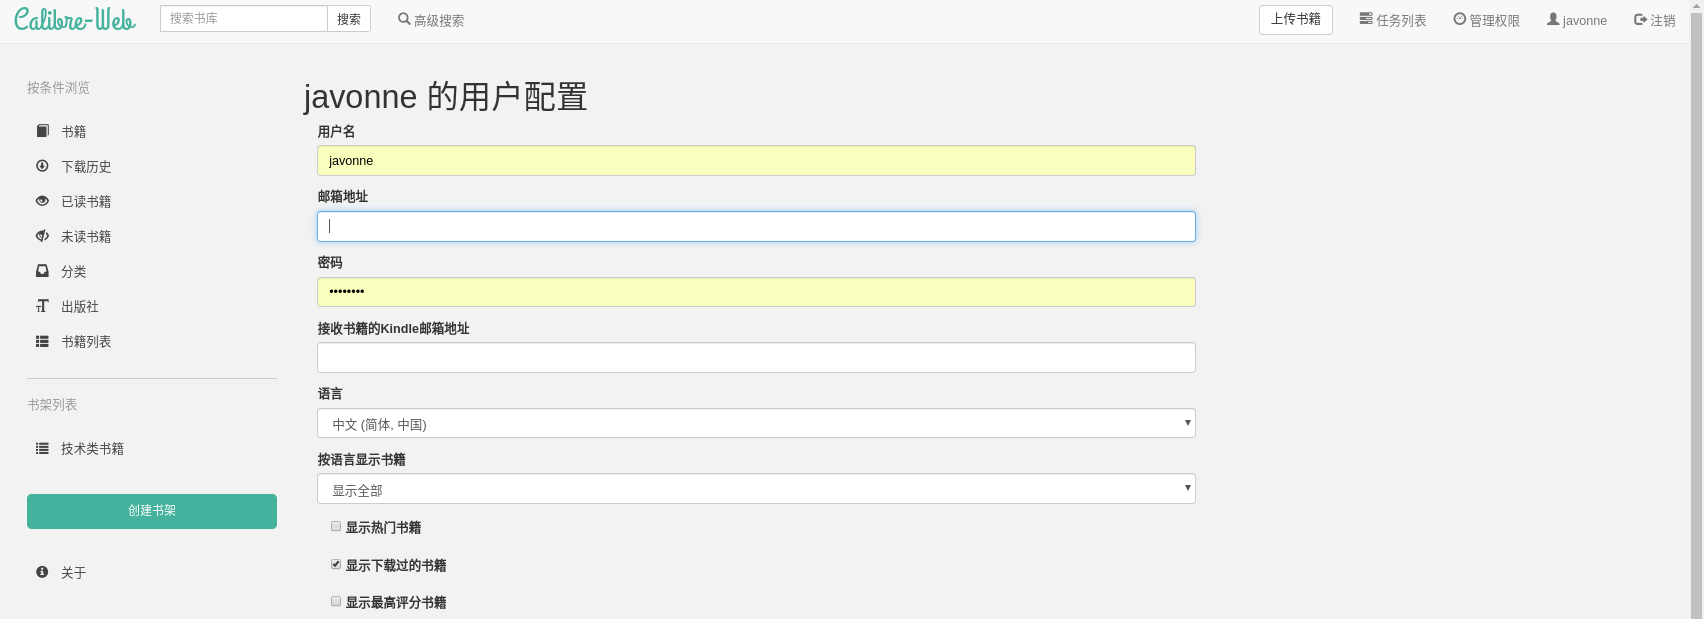 Calibre-Web
搜索书库
搜索
高级搜索
上传书籍
任务列表
管理权限
javonne
注销
按条件浏览
书籍
下载历史
已读书籍
未读书籍
分类
出版社
书籍列表
书架列表
技术类书籍
创建书架
关于
javonne 的用户配置
用户名
javonne
邮箱地址
密码
••••••••
接收书籍的Kindle邮箱地址
语言
中文 (简体, 中国)
按语言显示书籍
显示全部
显示热门书籍
显示下载过的书籍
显示最高评分书籍